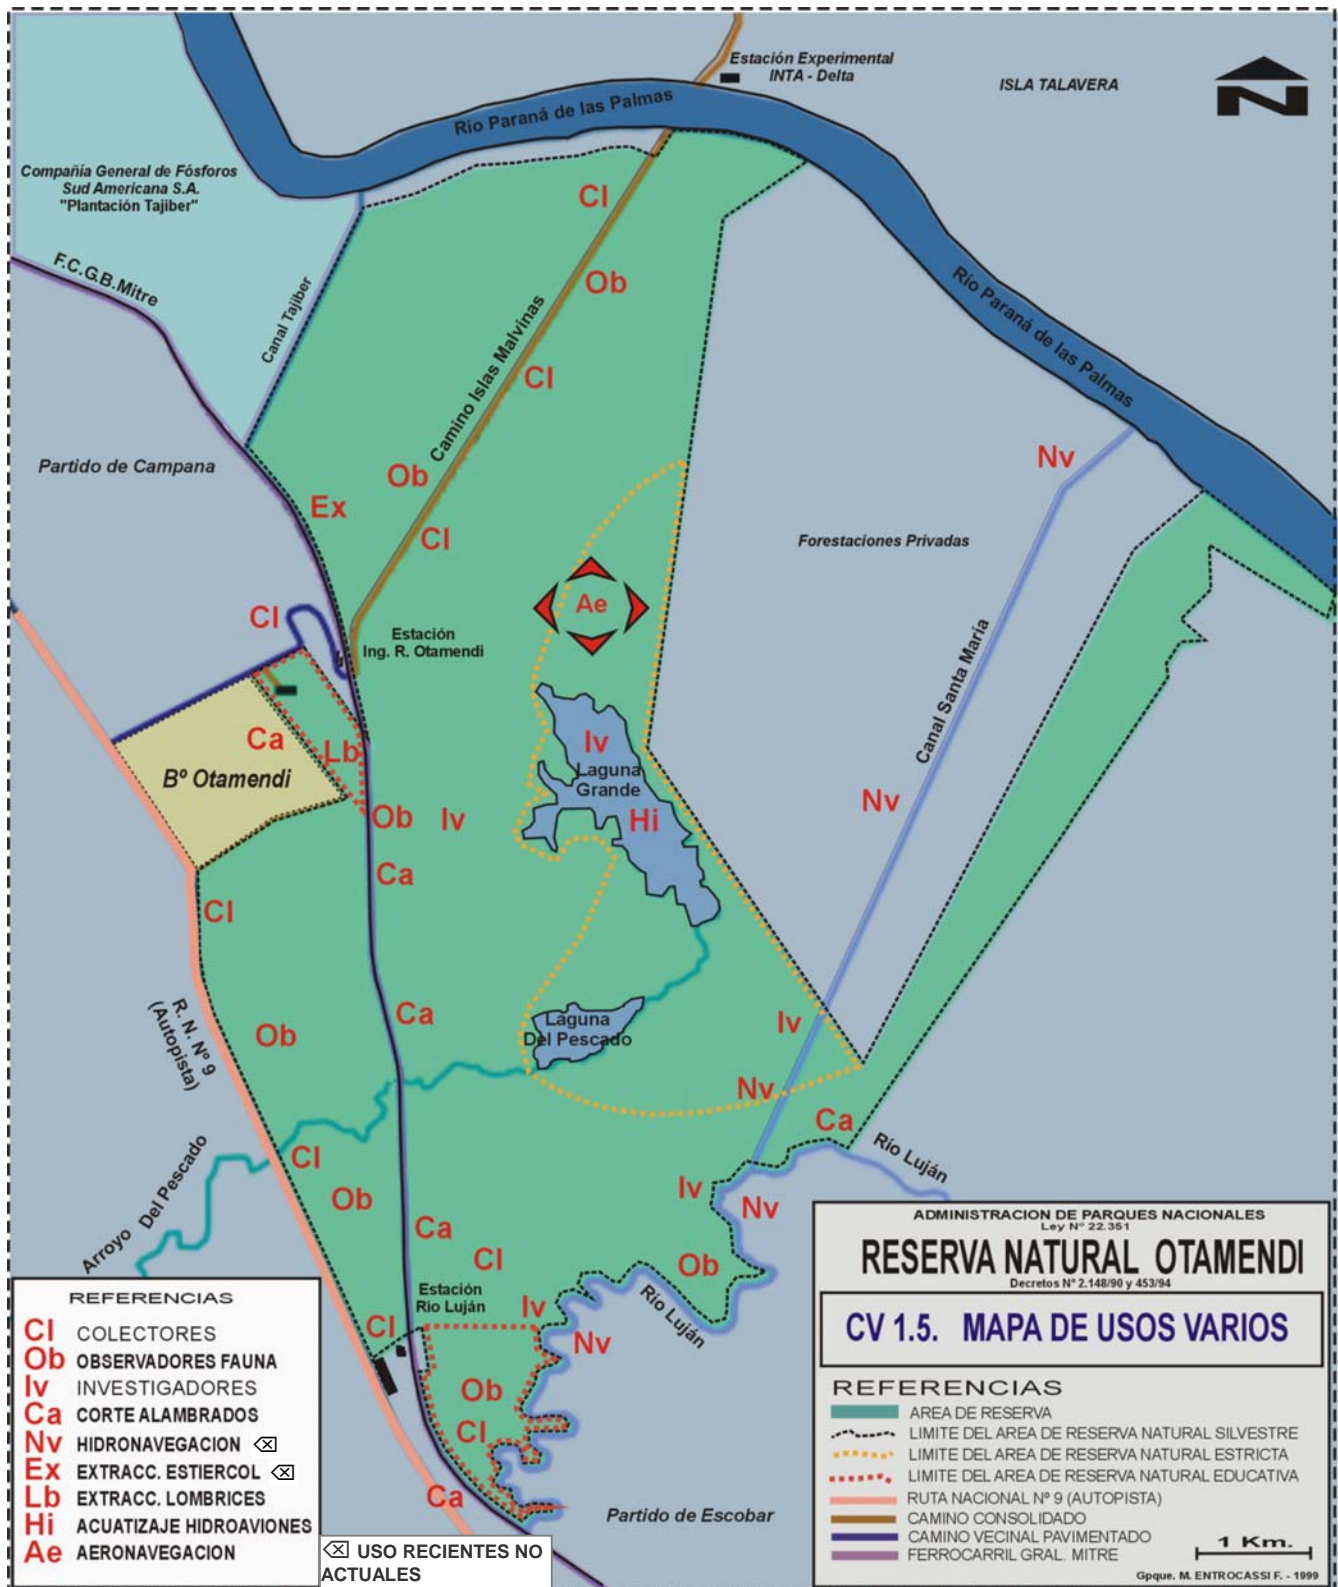 Estación Experimental
INTA - Delta
ISLA TALAVERA
N
Río Paraná de las Palmas
Compañía General de Fósforos
Sud Americana S.A.
"Plantación Tajiber"
Cl
F.C.G.B.Mitre
Canal Tajiber
Ob
Río Paraná de las Palmas
Camino Islas Malvinas
Cl
Partido de Campana
Ob
Nv
Ex
Cl
Forestaciones Privadas
Ae
Cl
Estación
Ing. R. Otamendi
Canal Santa María
Ca
Lb
Iv
Bº Otamendi
Laguna
Grande
Ob
Iv
Hi
Nv
Ca
Cl
R. N. Nº 9
(Autopista)
Ob
Ca
Laguna
Del Pescado
Iv
Nv
Ca
Arroyo Del Pescado
Cl
Río Luján
Ob
Iv
Nv
Ca
Cl
Ob
Estación
Río Luján
Río Luján
Iv
Cl
Nv
Ob
Cl
Ca
Partido de Escobar
REFERENCIAS
Cl COLECTORES
Ob OBSERVADORES FAUNA
Iv INVESTIGADORES
Ca CORTE ALAMBRADOS
Nv HIDRONAVEGACION ⌫
Ex EXTRACC. ESTIERCOL ⌫
Lb EXTRACC. LOMBRICES
Hi ACUATIZAJE HIDROAVIONES
Ae AERONAVEGACION
⌫ USO RECIENTES NO
ACTUALES
ADMINISTRACION DE PARQUES NACIONALES
Ley Nº 22.351
RESERVA NATURAL OTAMENDI
Decretos Nº 2.148/90 y 453/94
CV 1.5. MAPA DE USOS VARIOS
REFERENCIAS
AREA DE RESERVA
LIMITE DEL AREA DE RESERVA NATURAL SILVESTRE
LIMITE DEL AREA DE RESERVA NATURAL ESTRICTA
LIMITE DEL AREA DE RESERVA NATURAL EDUCATIVA
RUTA NACIONAL Nº 9 (AUTOPISTA)
CAMINO CONSOLIDADO
CAMINO VECINAL PAVIMENTADO
FERROCARRIL GRAL. MITRE
1 Km.
Gpque. M. ENTROCASSI F. - 1999